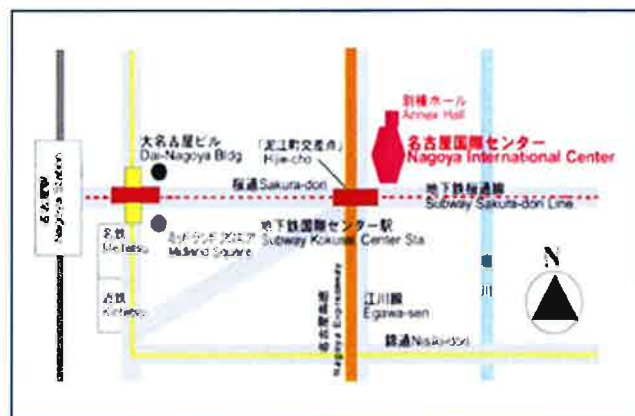 別棟ホール
Annex Hall
名古屋国際センター
Nagoya International Center
大名古屋ビル
Dai-Nagoya Bldg
「泥江町交差点」
Hijie-cho
桜通Sakura-dori
地下鉄桜通線
Subway Sakura-dori Line
名古屋駅
Nagoya Station
名鉄
Meitetsu
ミッドランドスクエア
Midland Square
地下鉄国際センター駅
Subway Kokusai Center Sta
近鉄
Kintetsu
名古屋高速
Nagoya Expressway
江川線
Egawa-sen
錦通Nisiki-dori
川
N